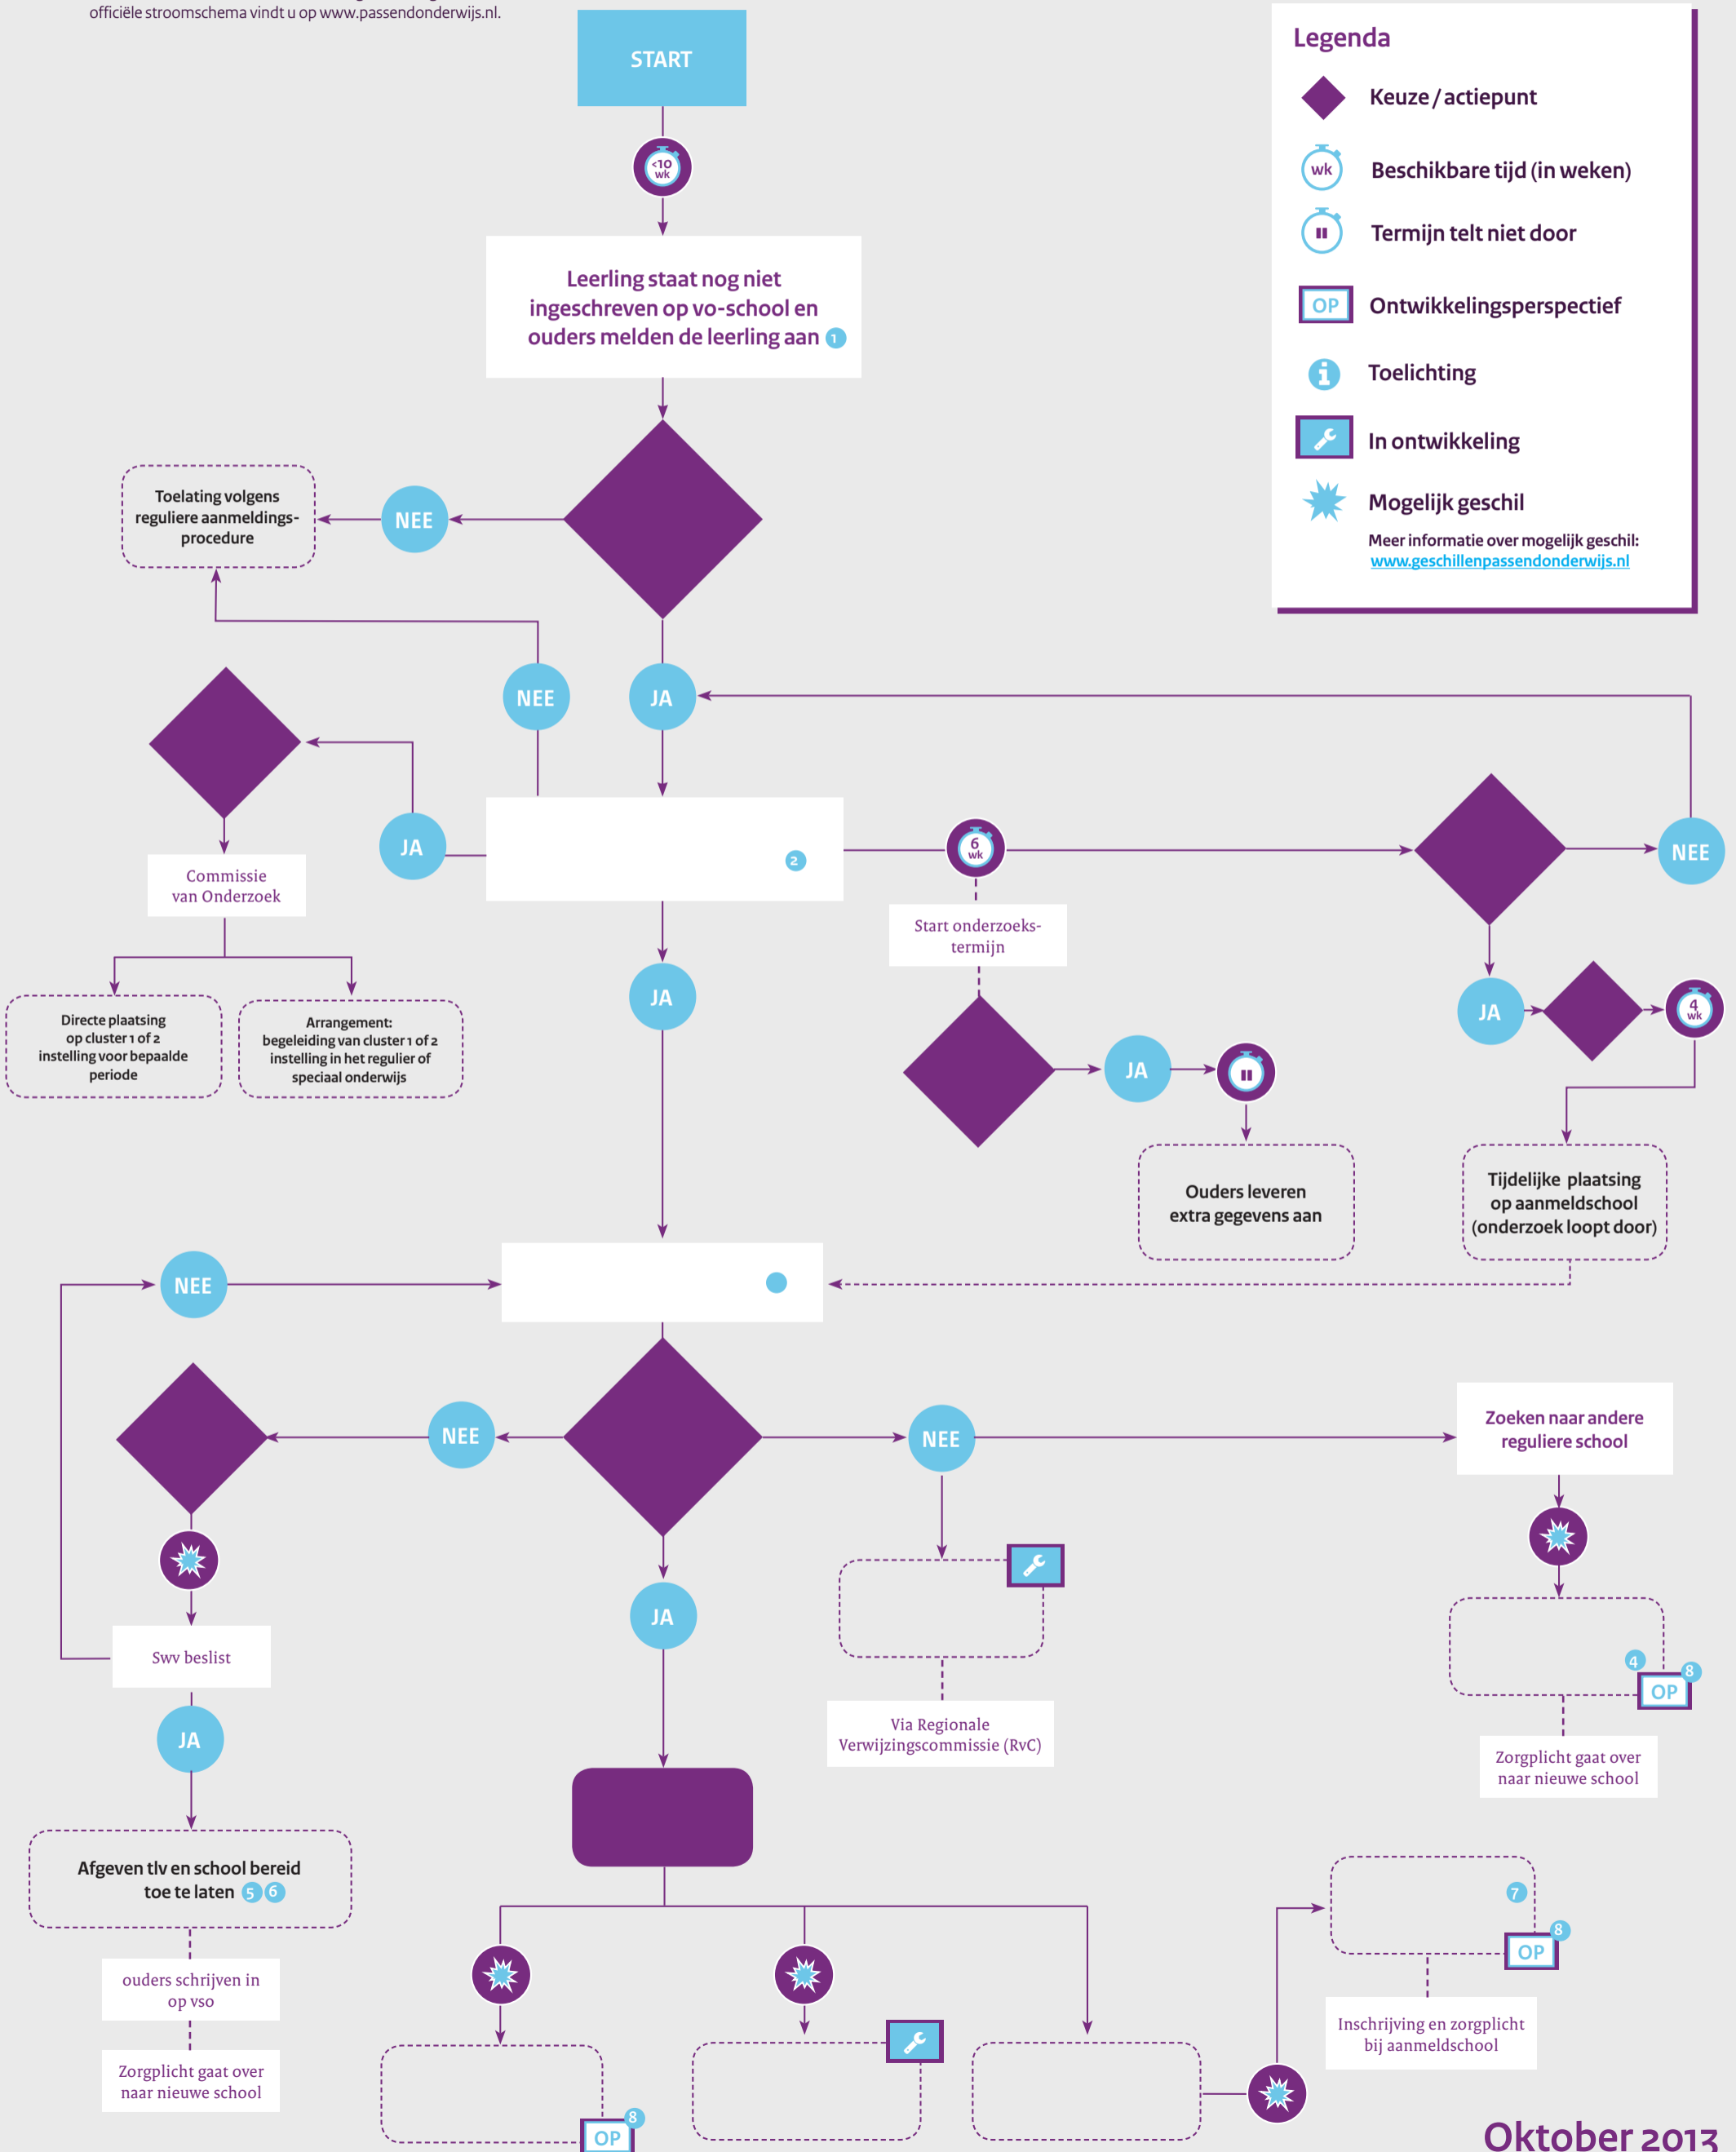 officiële stroomschema vindt u op www.passendonderwijs.nl.
START
<10
wk
Leerling staat nog niet
ingeschreven op vo-school en
ouders melden de leerling aan 1
Legenda
Keuze / actiepunt
wk
Beschikbare tijd (in weken)
Termijn telt niet door
OP
Ontwikkelingsperspectief
i
Toelichting
In ontwikkeling
Mogelijk geschil
Meer informatie over mogelijk geschil:
www.geschillenpassendonderwijs.nl
Toelating volgens
reguliere aanmeldings-
procedure
NEE
NEE
JA
JA
2
6
wk
NEE
Commissie
van Onderzoek
Start onderzoeks-
termijn
JA
JA
4
wk
Directe plaatsing
op cluster 1 of 2
instelling voor bepaalde
periode
Arrangement:
begeleiding van cluster 1 of 2
instelling in het regulier of
speciaal onderwijs
JA
Ouders leveren
extra gegevens aan
Tijdelijke plaatsing
op aanmeldschool
(onderzoek loopt door)
NEE
NEE
NEE
Zoeken naar andere
reguliere school
JA
Swv beslist
4
8
OP
JA
Via Regionale
Verwijzingscommissie (RvC)
Zorgplicht gaat over
naar nieuwe school
Afgeven tlv en school bereid
toe te laten 5 6
7
8
OP
ouders schrijven in
op vso
Inschrijving en zorgplicht
bij aanmeldschool
Zorgplicht gaat over
naar nieuwe school
8
OP
Oktober 2013